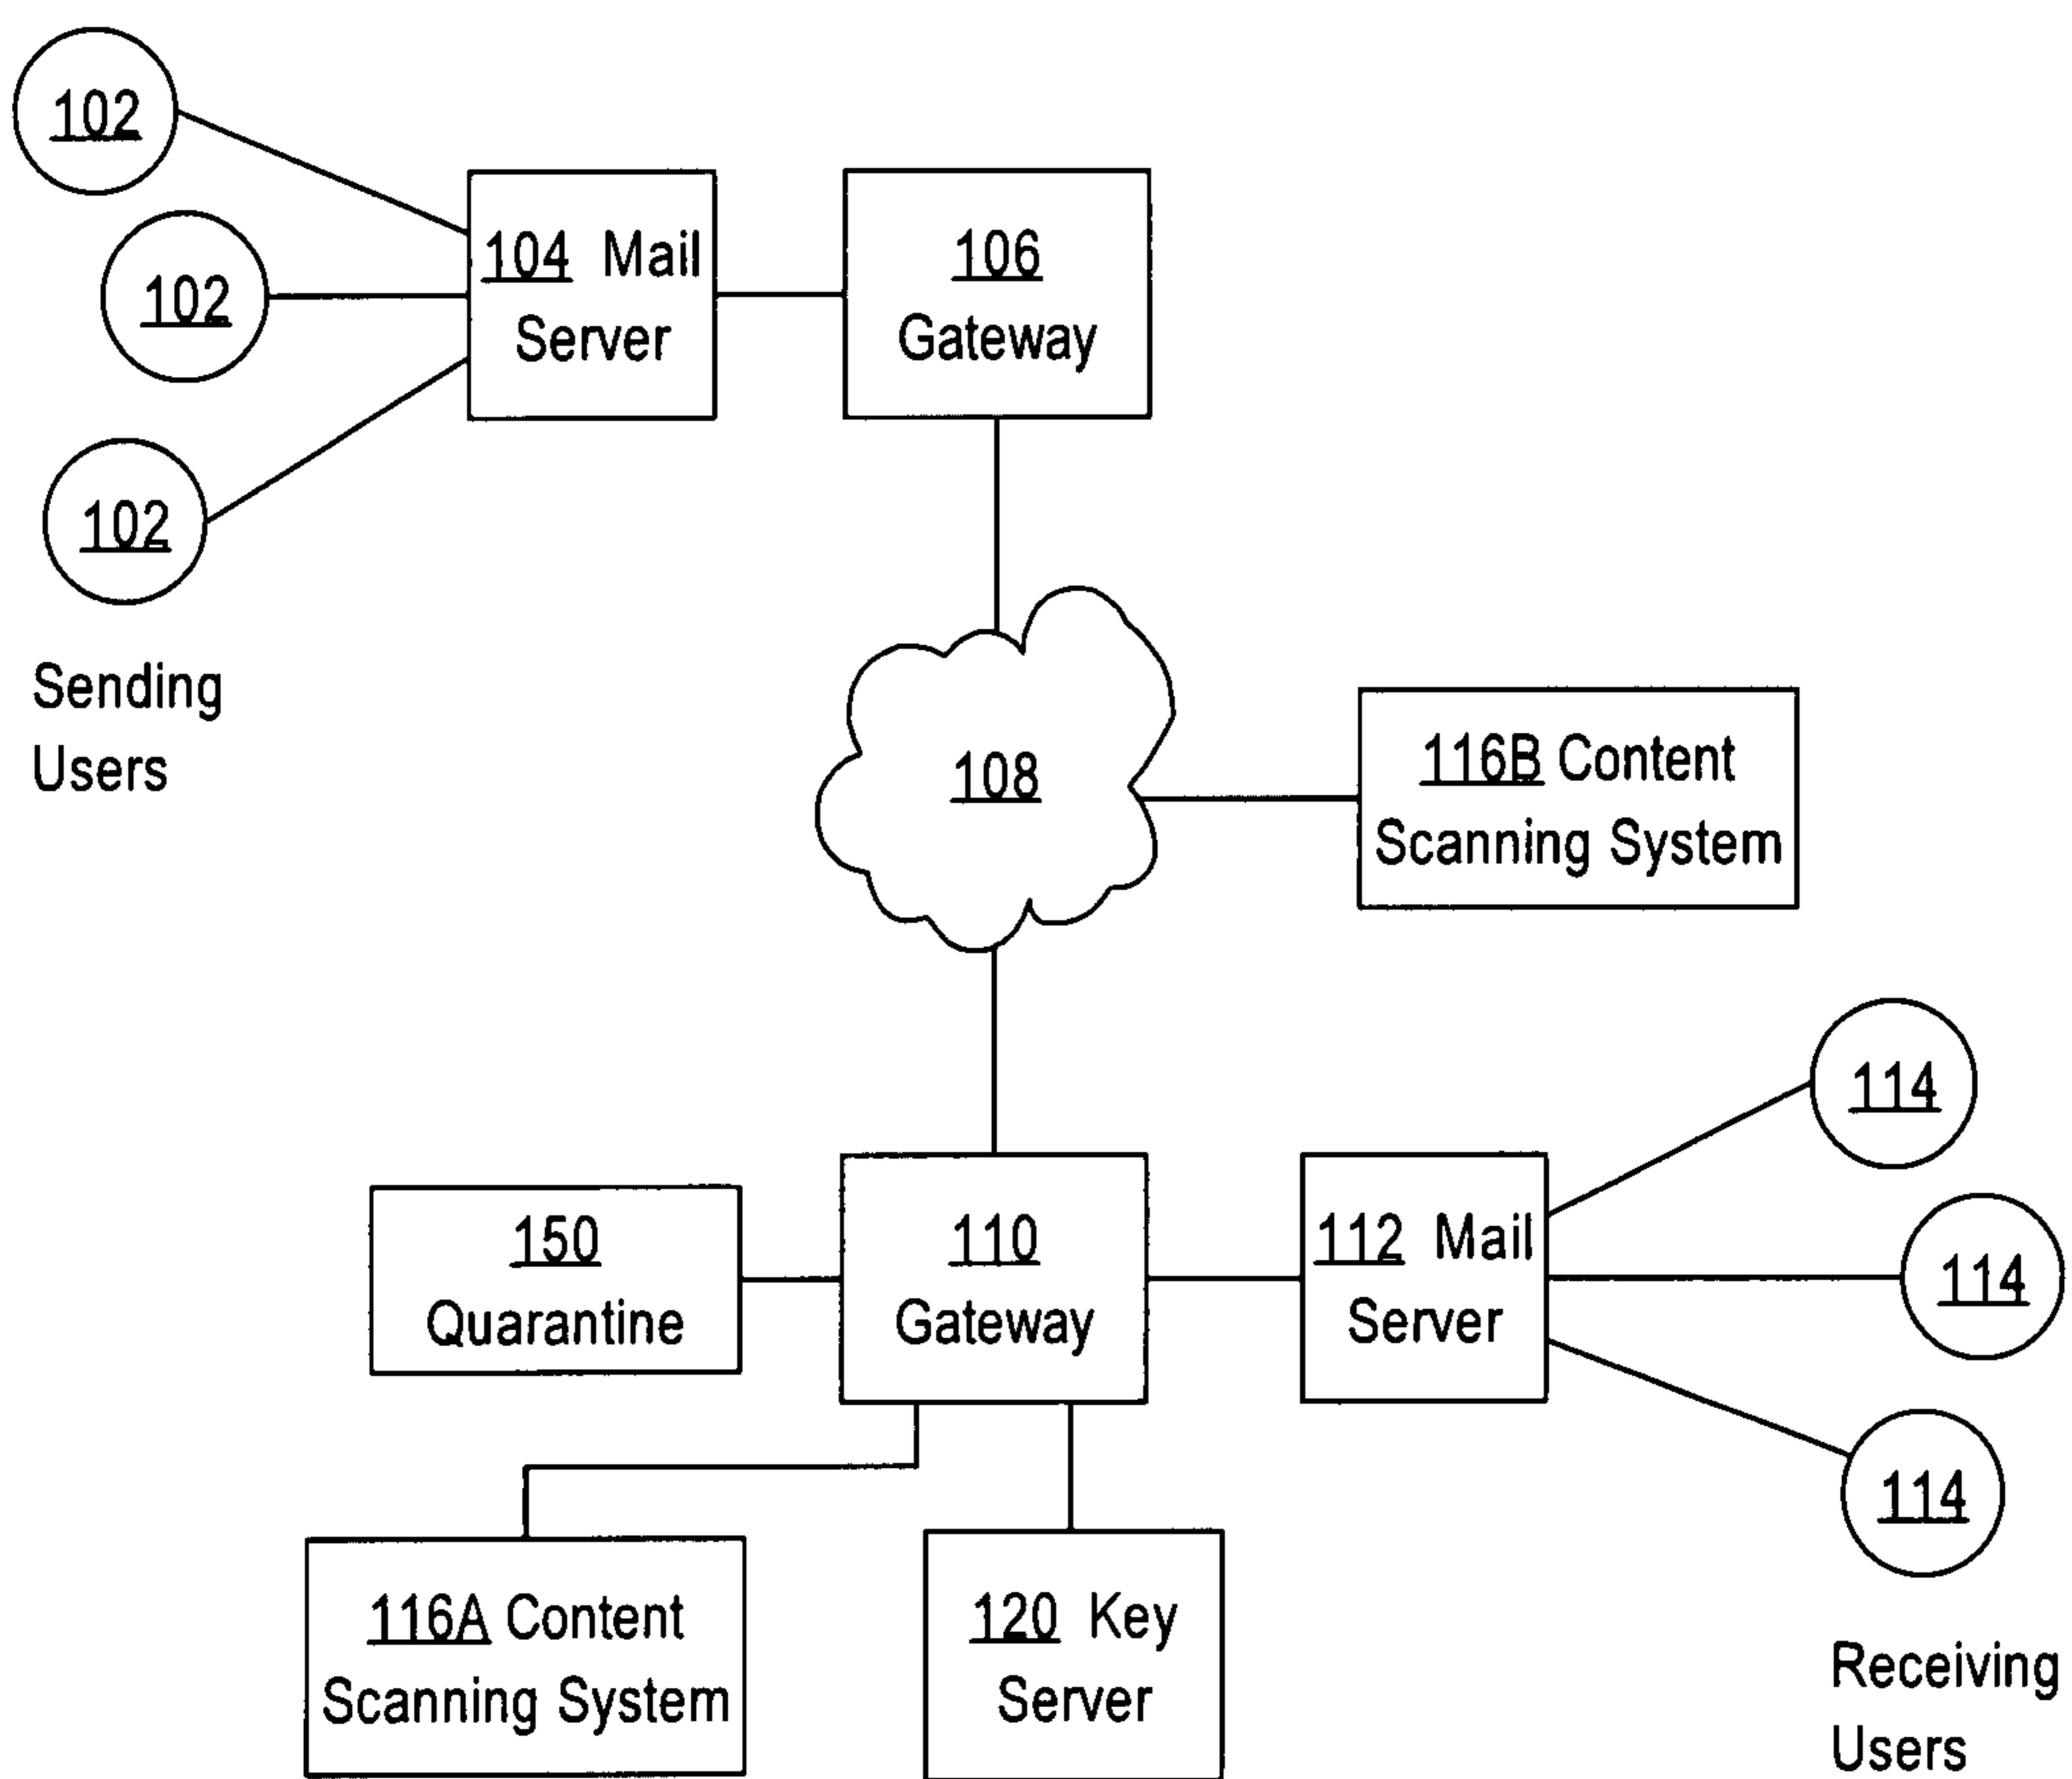 102
102
102
Sending
Users
104 Mail
Server
106
Gateway
108
116B Content
Scanning System
150
Quarantine
110
Gateway
112 Mail
Server
114
114
114
Receiving
Users
116A Content
Scanning System
120 Key
Server